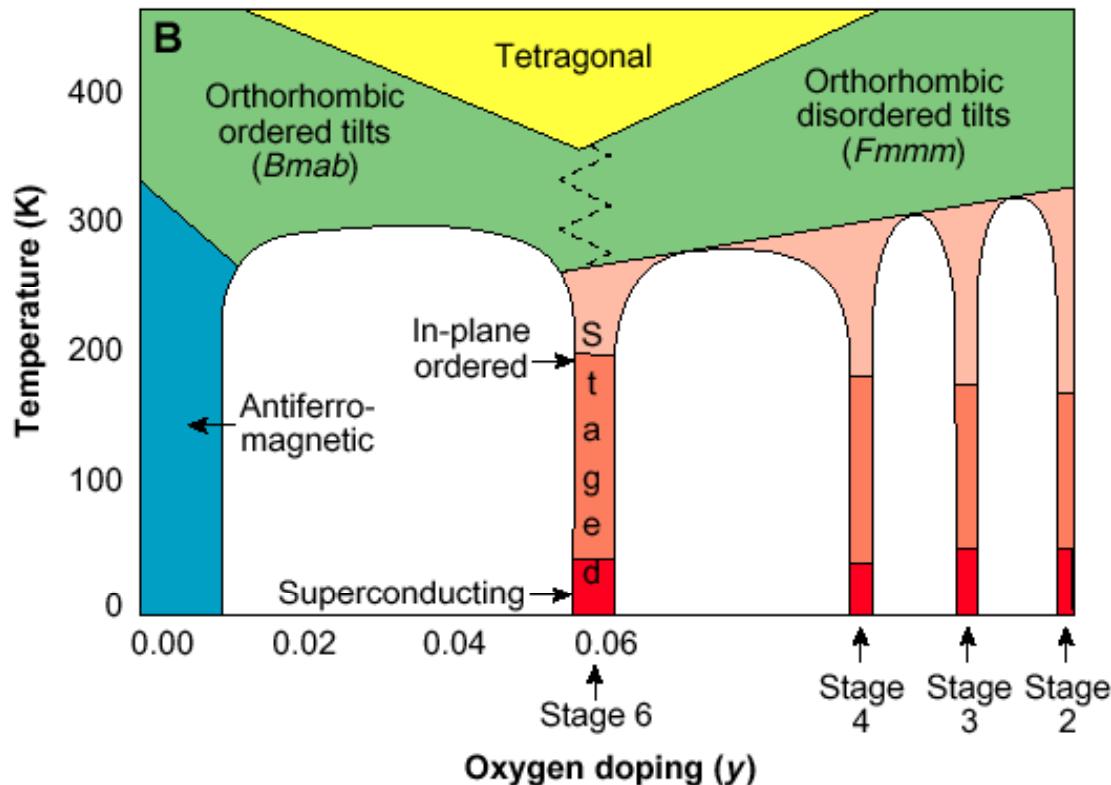 B
Tetragonal
Orthorhombic
ordered tilts
(Bmab)
Orthorhombic
disordered tilts
(Fmmm)
Temperature (K)
400
300
200
100
0
In-plane
ordered
Antiferro-
magnetic
Superconducting
S
t
a
g
e
d
0.00 0.02 0.04 0.06
Stage 6
Stage
4
Stage
3
Stage
2
Oxygen doping (y)